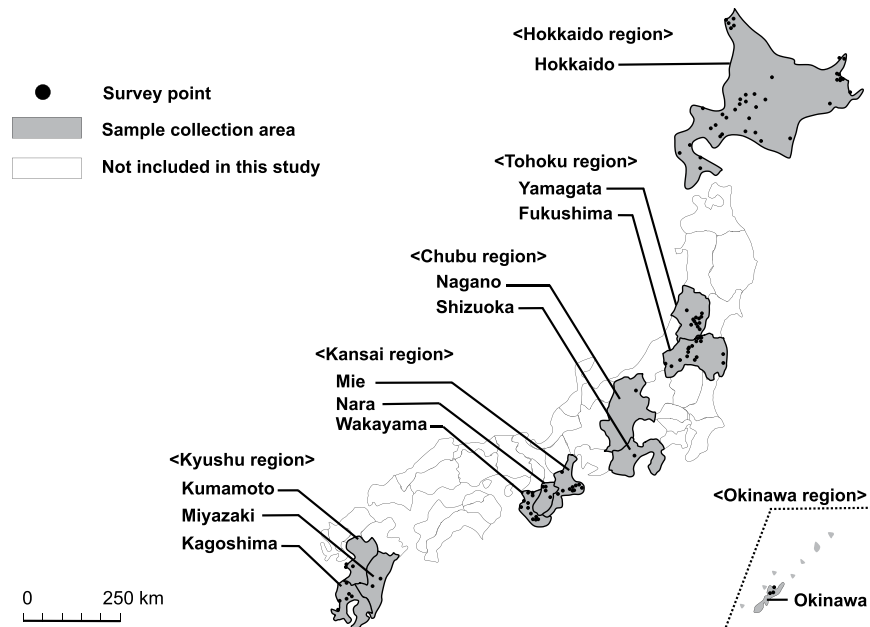 <Hokkaido region>
Hokkaido
Survey point
Sample collection area
Not included in this study
<Tohoku region>
Yamagata
Fukushima
<Chubu region>
Nagano
Shizuoka
<Kansai region>
Mie
Nara
Wakayama
<Kyushu region>
Kumamoto
Miyazaki
Kagoshima
<Okinawa region>
Okinawa
0 250 km